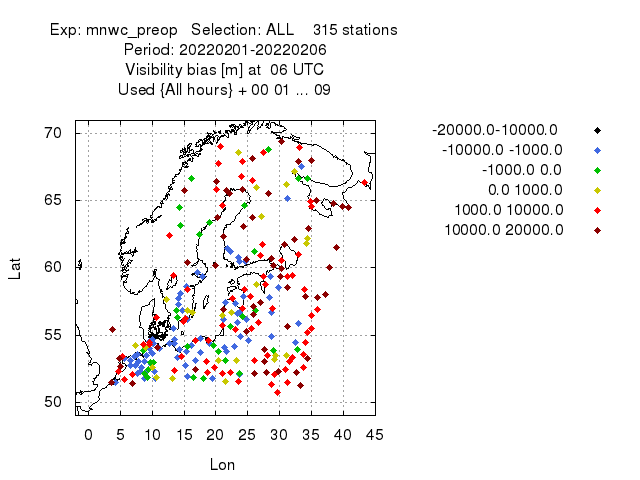 Exp: mnwc_preop   Selection: ALL    315 stations
Period: 20220201-20220206
Visibility bias [m] at  06 UTC
Used {All hours} + 00 01 ... 09
-20000.0-10000.0
-10000.0 -1000.0
-1000.0 0.0
0.0 1000.0
1000.0 10000.0
10000.0 20000.0
70
65
60
55
50
Lat
0 5 10 15 20 25 30 35 40 45
Lon